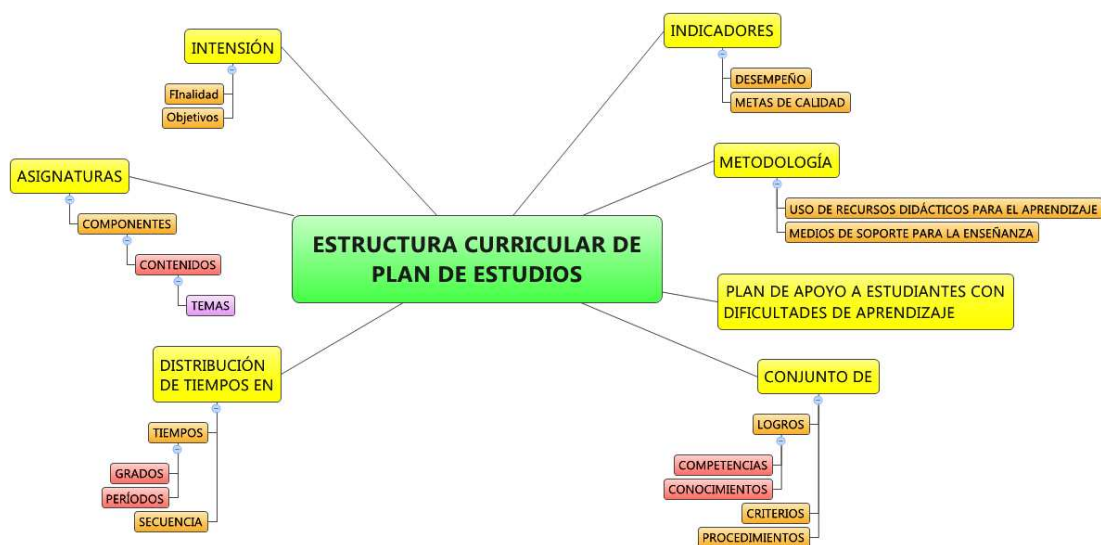 INTENSIÓN
FInalidad
Objetivos
ASIGNATURAS
COMPONENTES
CONTENIDOS
TEMAS
DISTRIBUCIÓN
DE TIEMPOS EN
TIEMPOS
GRADOS
PERÍODOS
SECUENCIA
ESTRUCTURA CURRICULAR DE
PLAN DE ESTUDIOS
INDICADORES
DESEMPEÑO
METAS DE CALIDAD
METODOLOGÍA
USO DE RECURSOS DIDÁCTICOS PARA EL APRENDIZAJE
MEDIOS DE SOPORTE PARA LA ENSEÑANZA
PLAN DE APOYO A ESTUDIANTES CON
DIFICULTADES DE APRENDIZAJE
CONJUNTO DE
LOGROS
COMPETENCIAS
CONOCIMIENTOS
CRITERIOS
PROCEDIMIENTOS